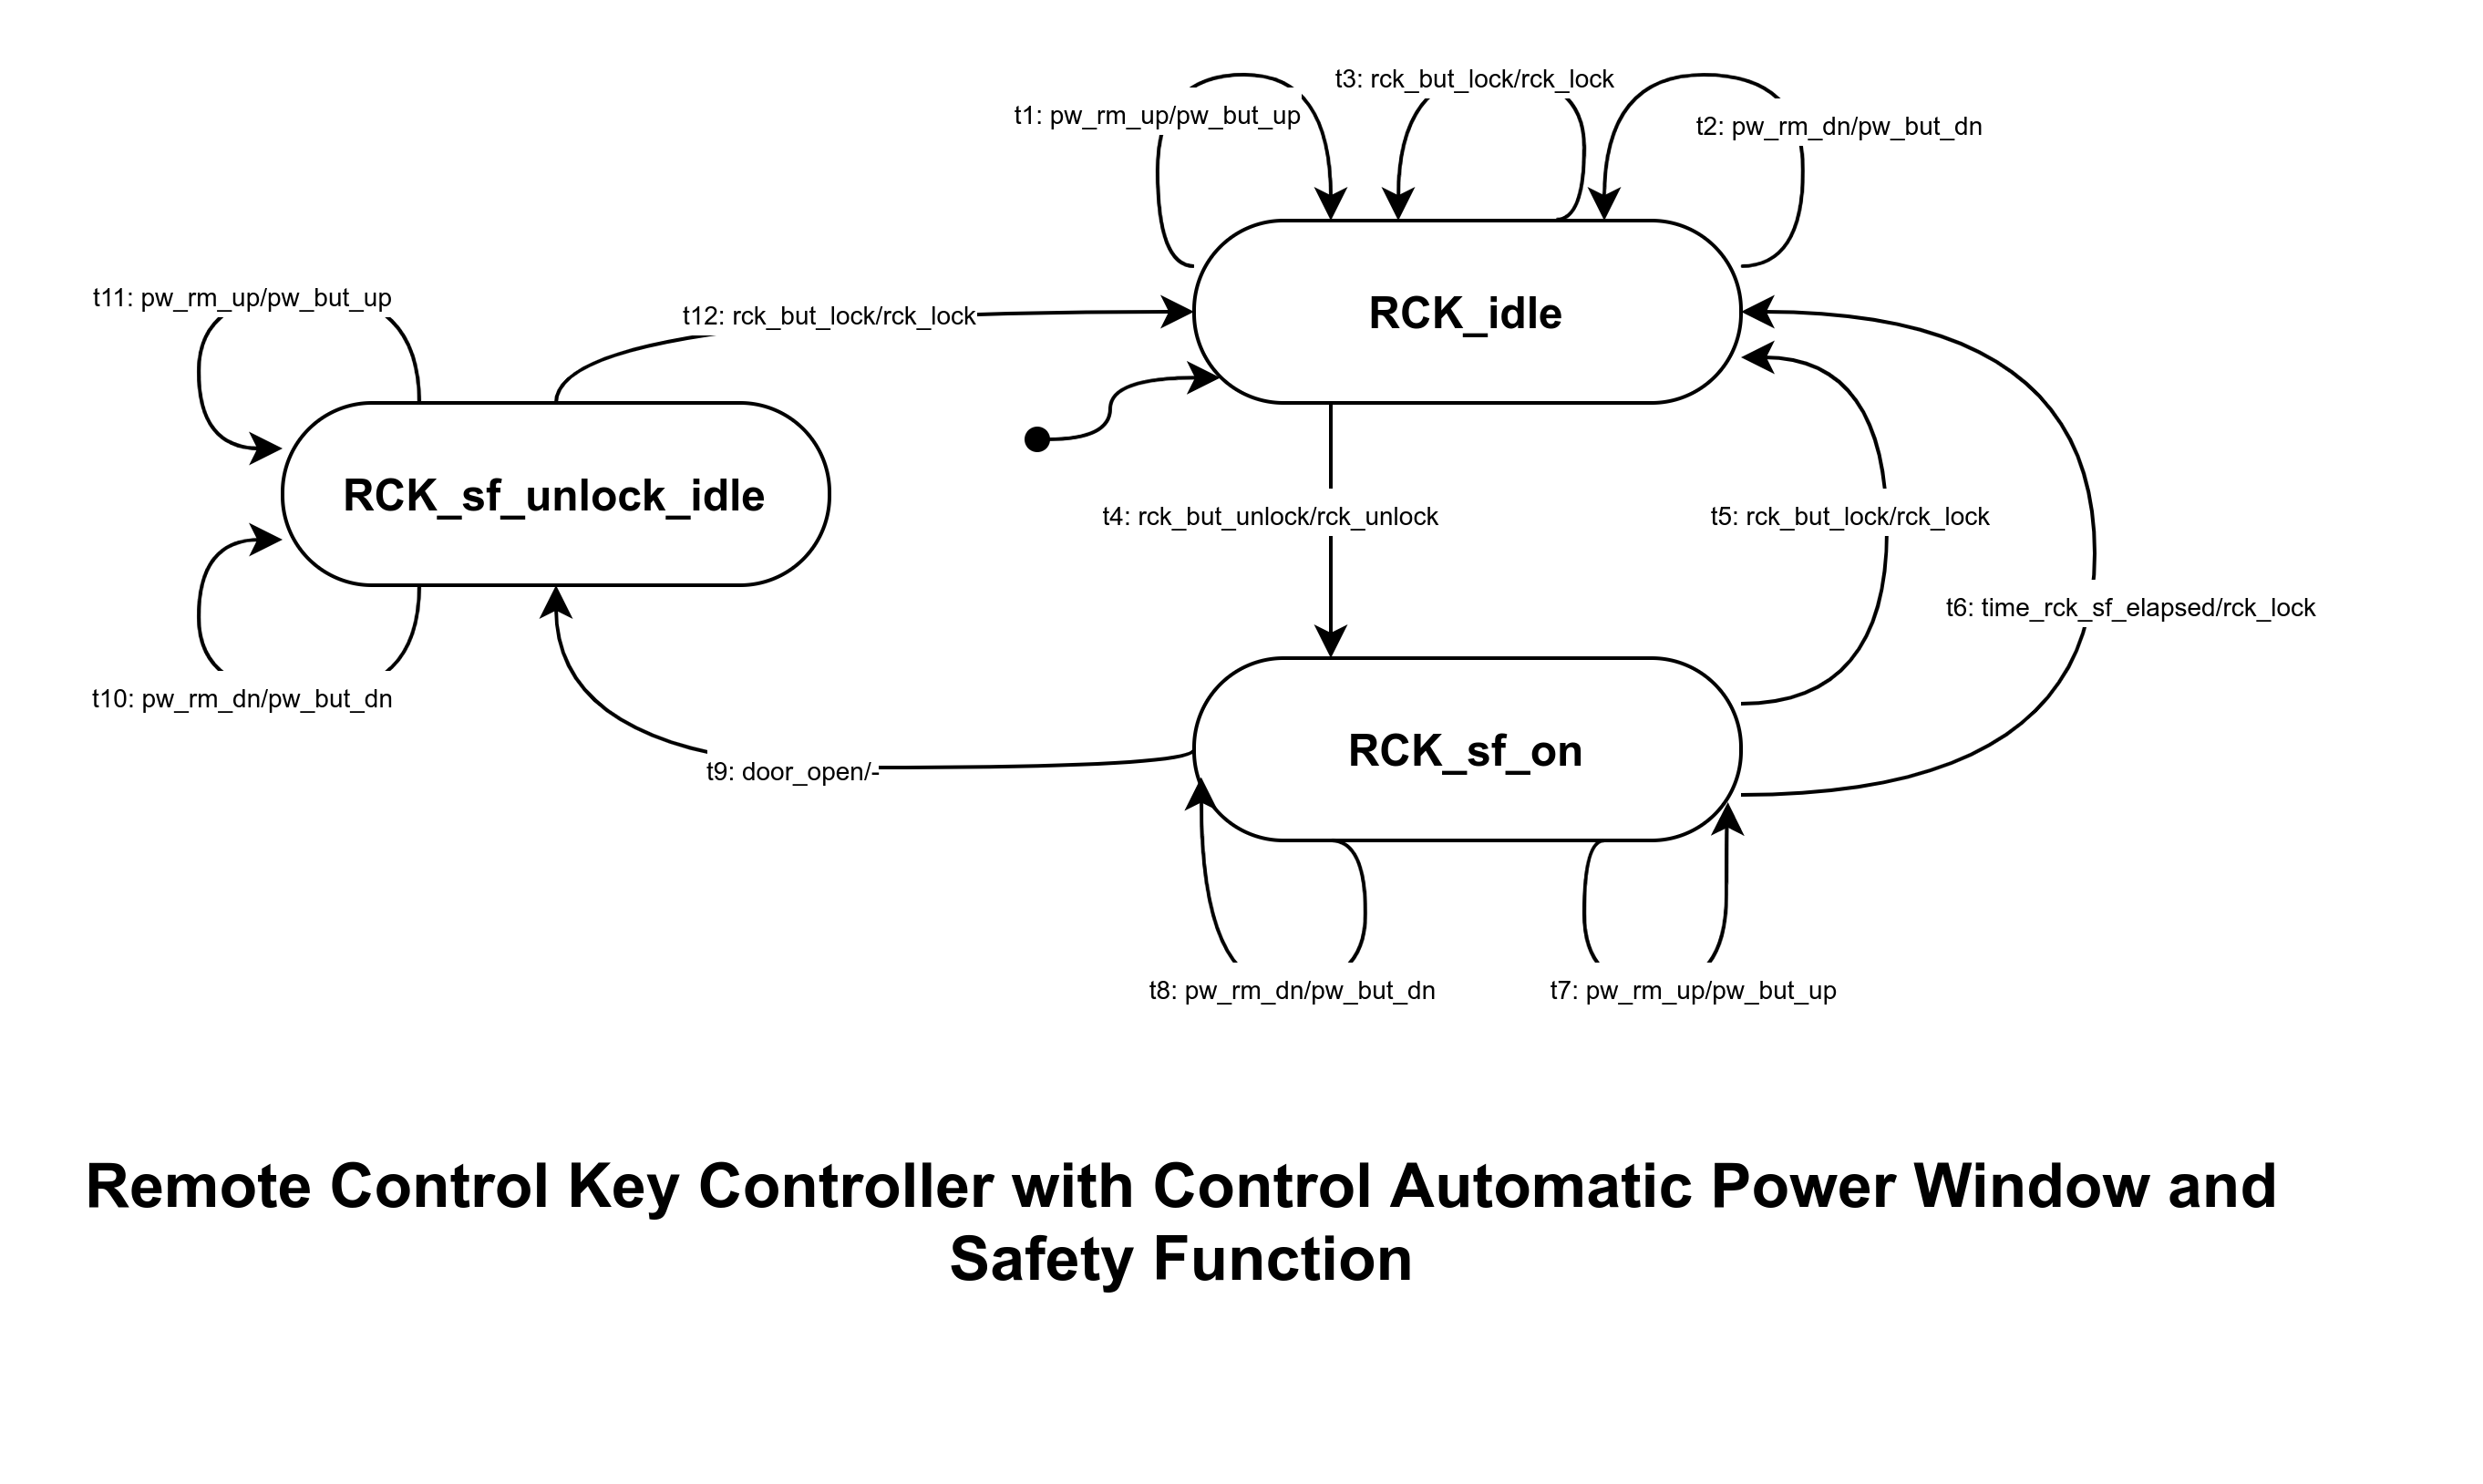 t3: rck_but_lock/rck_lock
t1: pw_rm_up/pw_but_up
t2: pw_rm_dn/pw_but_dn
t11: pw_rm_up/pw_but_up
t12: rck_but_lock/rck_lock
RCK_idle
RCK_sf_unlock_idle
t4: rck_but_unlock/rck_unlock
t5: rck_but_lock/rck_lock
t6: time_rck_sf_elapsed/rck_lock
t10: pw_rm_dn/pw_but_dn
t9: door_open/-
RCK_sf_on
t8: pw_rm_dn/pw_but_dn
t7: pw_rm_up/pw_but_up
Remote Control Key Controller with Control Automatic Power Window and
Safety Function